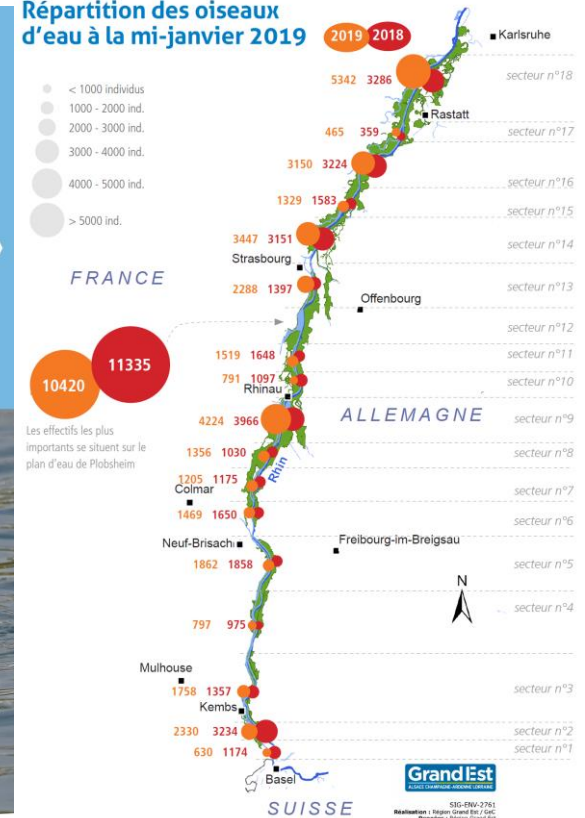 Répartition des oiseaux
d'eau à la mi-janvier 2019
2019 2018
< 1000 individus
1000 - 2000 ind.
2000 - 3000 ind.
3000 - 4000 ind.
4000 - 5000 ind.
> 5000 ind.
Karlsruhe
5342 3286
secteur n°18
Rastatt
465 359
secteur n°17
3150 3224
secteur n°16
1329 1583
secteur n°15
3447 3151
secteur n°14
Strasbourg
FRANCE
2288 1397
secteur n°13
Offenbourg
secteur n°12
10420
11335
Les effectifs les plus
importants se situent sur le
plan d'eau de Plobsheim
1519 1648
secteur n°11
791 1097
secteur n°10
Rhinau
4224 3966
ALLEMAGNE
secteur n°9
1356 1030
secteur n°8
Rhin
1205 1175
secteur n°7
Colmar
1469 1650
secteur n°6
Neuf-Brisach
Freibourg-im-Breigsau
1862 1858
secteur n°5
secteur n°4
N
797 975
Mulhouse
1758 1357
secteur n°3
Kembs
2330 3234
secteur n°2
630 1174
secteur n°1
Basel
SUISSE
Grand Est
ALSACE CHAMPAGNE-ARDENNE LORRAINE
SIG-ENV-2761
Réalisation : Région Grand Est / GeC